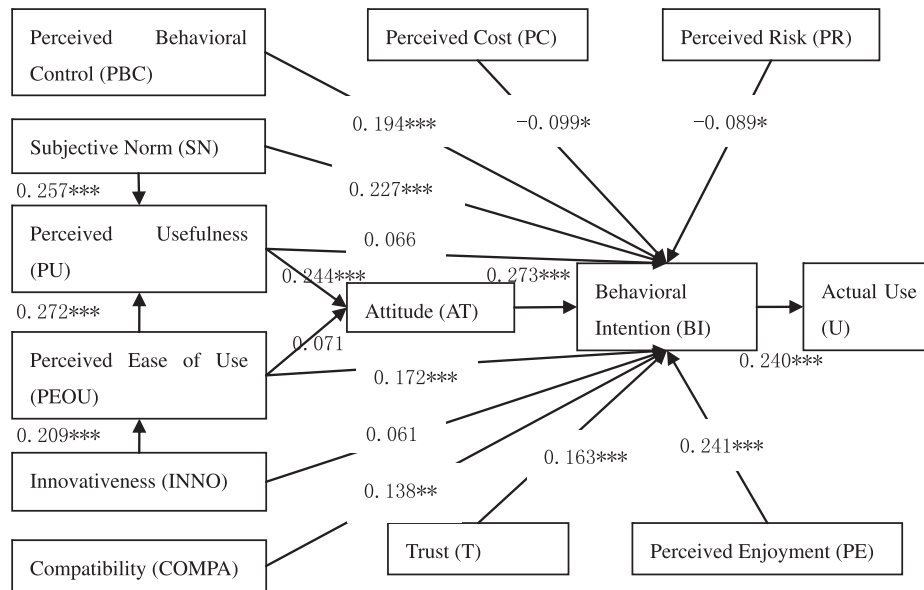 Perceived Behavioral
Control (PBC)
Perceived Cost (PC)
Perceived Risk (PR)
0.194***
-0.099*
-0.089*
Subjective Norm (SN)
0.257***
0.227***
Perceived Usefulness
(PU)
0.066
0.244***
0.273***
Behavioral
Intention (BI)
Actual Use
(U)
Attitude (AT)
0.272***
0.071
Perceived Ease of Use
(PEOU)
0.172***
0.240***
0.209***
0.061
0.163***
0.241***
Innovativeness (INNO)
0.138**
Trust (T)
Perceived Enjoyment (PE)
Compatibility (COMPA)